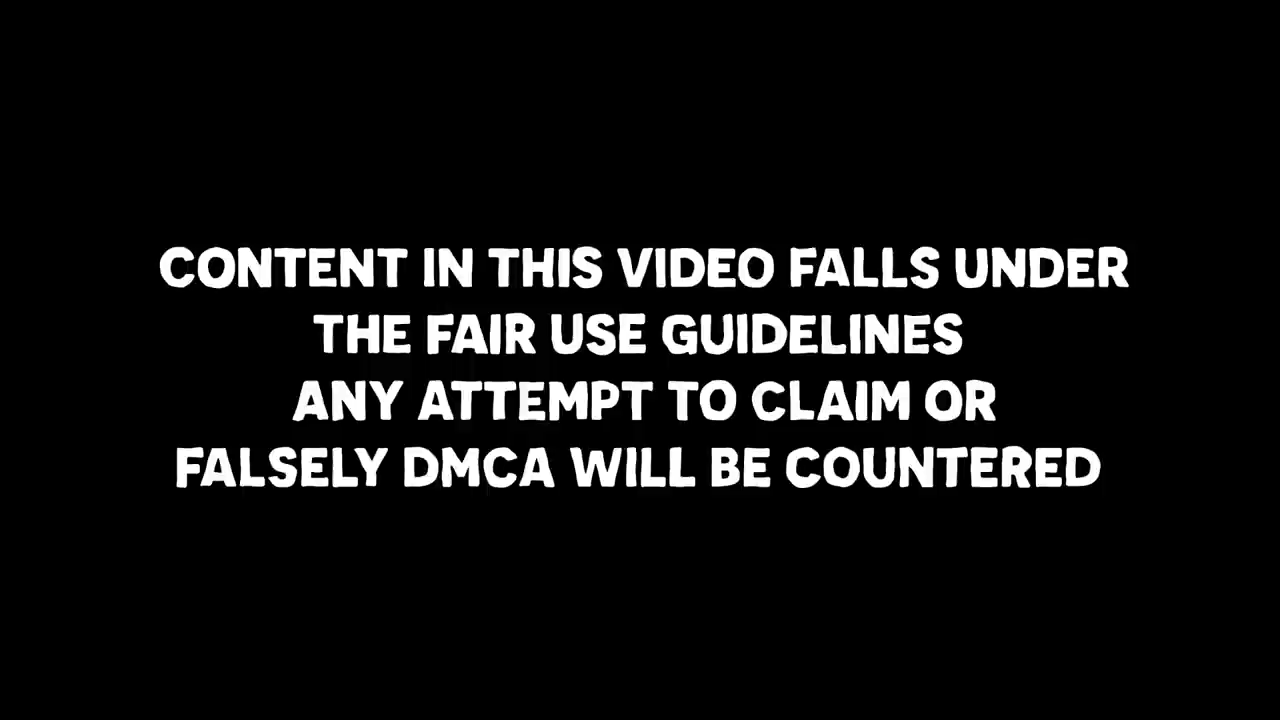 CONTENT IN THIS VIDEO FALLS UNDER
THE FAIR USE GUIDELINES
ANY ATTEMPT TO CLAIM OR
FALSELY DMCA WILL BE COUNTERED